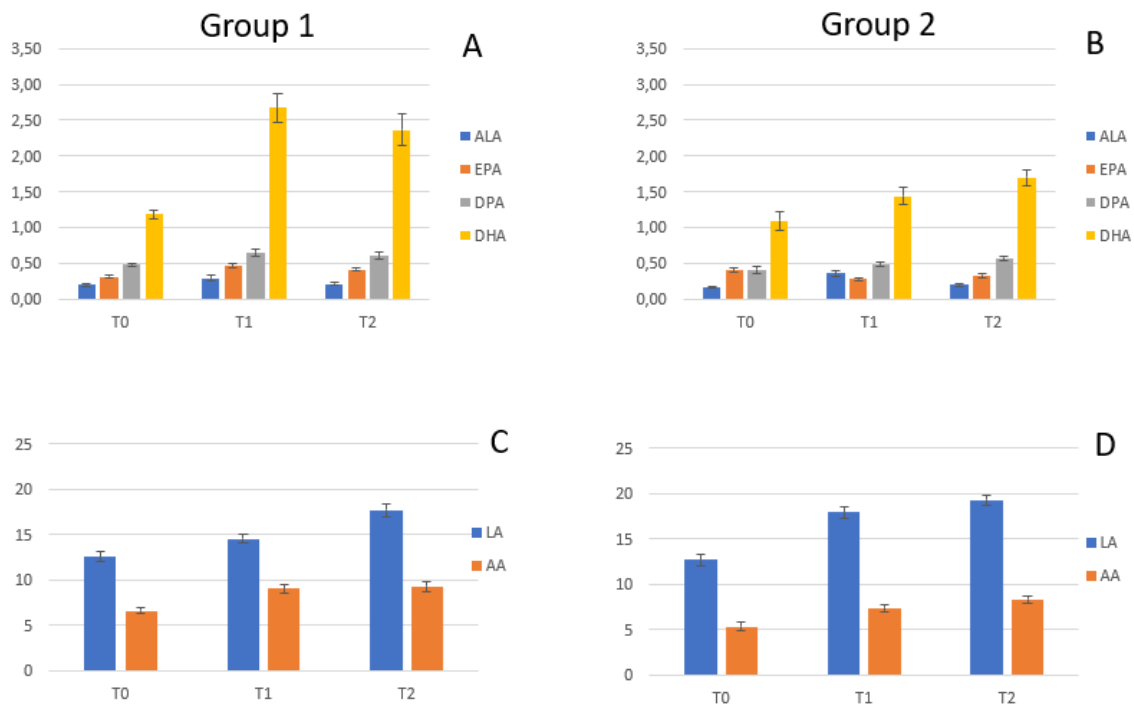 Group 1
A
3,50
3,00
2,50
2,00
1,50
1,00
0,50
0,00
T0 T1 T2
ALA
EPA
DPA
DHA
Group 2
B
3,50
3,00
2,50
2,00
1,50
1,00
0,50
0,00
T0 T1 T2
ALA
EPA
DPA
DHA
C
25
20
15
10
5
0
T0 T1 T2
LA
AA
D
25
20
15
10
5
0
T0 T1 T2
LA
AA